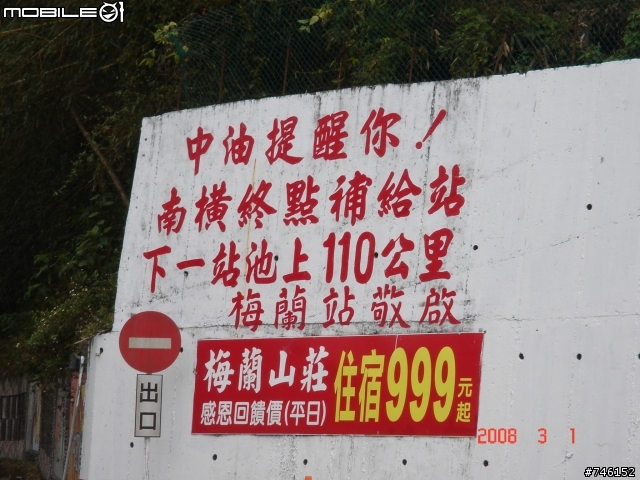 MOBILE01
中油提醒你!
南橫終點補給站
下一站池上110公里
梅蘭站敬啟
梅蘭山莊
感恩回饋價(平日)
住宿999元起
出口
2008 3 1
#746152